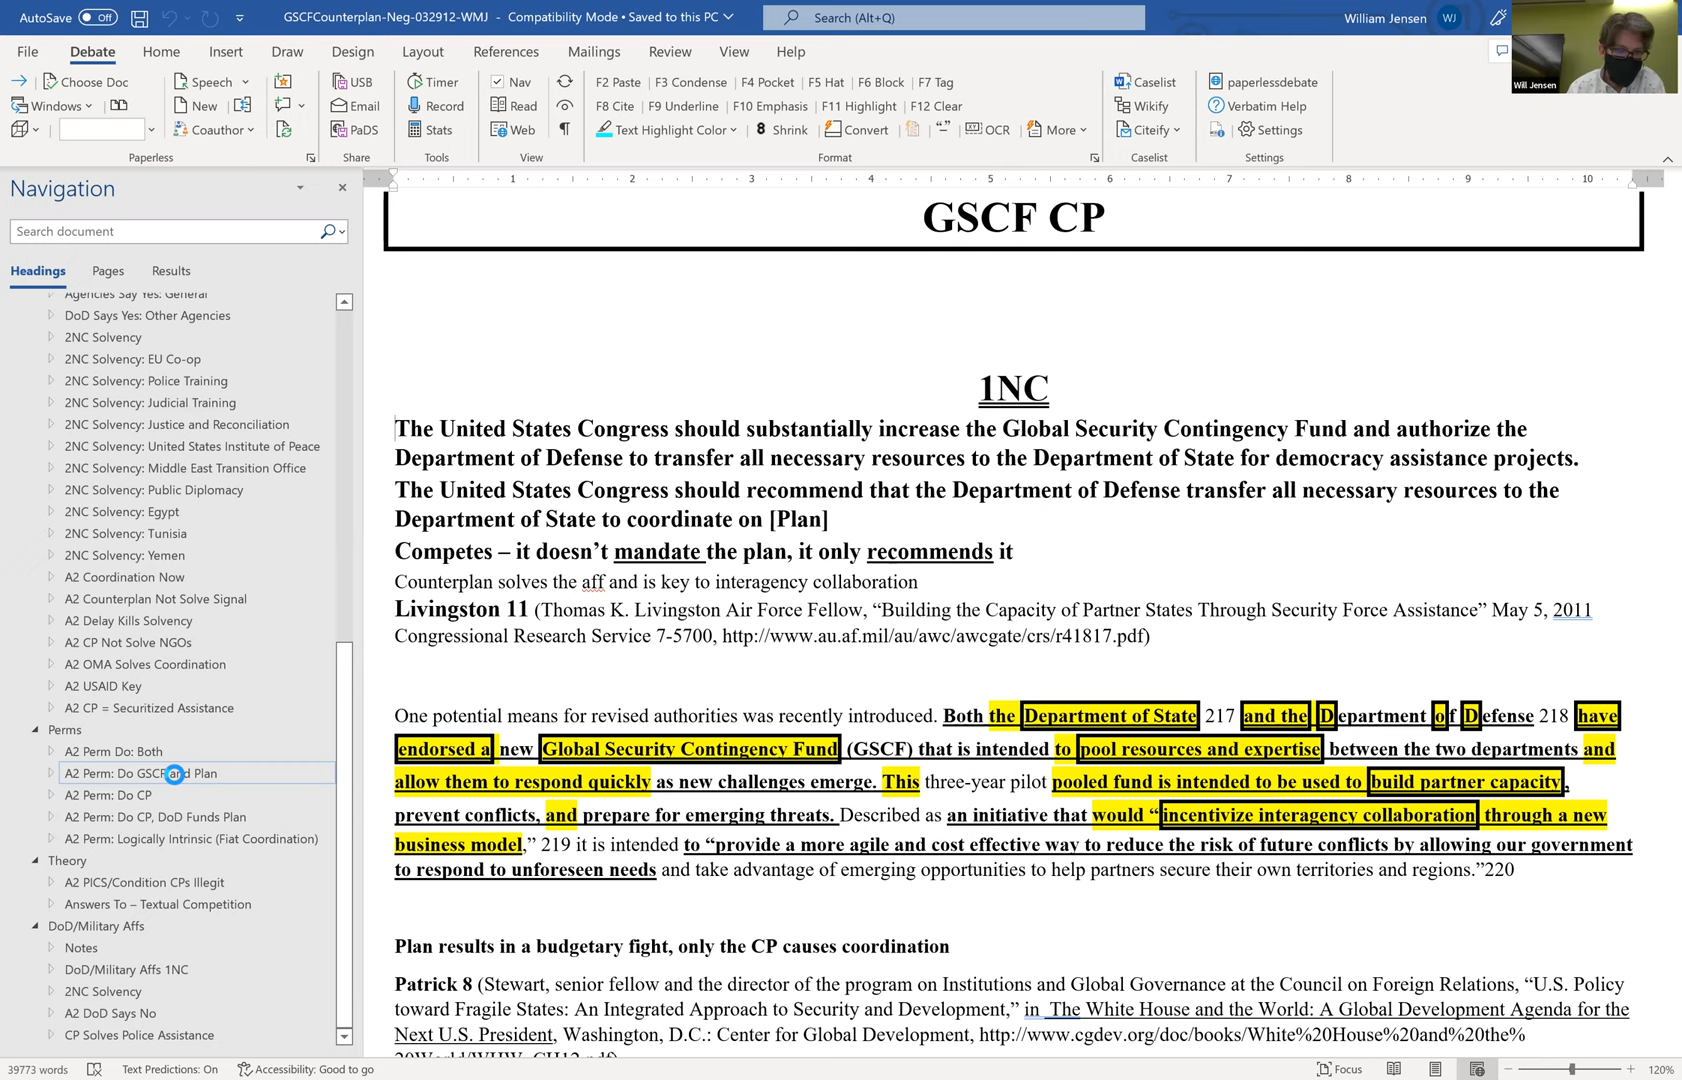 AutoSave Off GSCFCounterplan-Neg-032912-WMJ - Compatibility Mode • Saved to this PC Search (Alt+Q) William Jensen WJ
File Debate Home Insert Draw Design Layout References Mailings Review View Help
Choose Doc Speech USB Timer Nav F2 Paste F3 Condense F4 Pocket F5 Hat F6 Block F7 Tag Caselist paperlessdebate
Will Jensen
Windows New Email Record Read F8 Cite F9 Underline F10 Emphasis F11 Highlight F12 Clear Wikify Verbatim Help
Coauthor PaDS Stats Web Text Highlight Color 8 Shrink Convert OCR More Citeify Settings
Paperless Share Tools View Format Caselist Settings
Navigation
Search document
Headings Pages Results
Agencies Say Yes: General
DoD Says Yes: Other Agencies
2NC Solvency
2NC Solvency: EU Co-op
2NC Solvency: Police Training
2NC Solvency: Judicial Training
2NC Solvency: Justice and Reconciliation
2NC Solvency: United States Institute of Peace
2NC Solvency: Middle East Transition Office
2NC Solvency: Public Diplomacy
2NC Solvency: Egypt
2NC Solvency: Tunisia
2NC Solvency: Yemen
A2 Coordination Now
A2 Counterplan Not Solve Signal
A2 Delay Kills Solvency
A2 CP Not Solve NGOs
A2 OMA Solves Coordination
A2 USAID Key
A2 CP = Securitized Assistance
Perms
A2 Perm Do: Both
A2 Perm: Do GSCF and Plan
A2 Perm: Do CP
A2 Perm: Do CP, DoD Funds Plan
A2 Perm: Logically Intrinsic (Fiat Coordination)
Theory
A2 PICS/Condition CPs Illegit
Answers To – Textual Competition
DoD/Military Affs
Notes
DoD/Military Affs 1NC
2NC Solvency
A2 DoD Says No
CP Solves Police Assistance
1 2 3 4 5 6 7 8 9 10
GSCF CP
1NC
The United States Congress should substantially increase the Global Security Contingency Fund and authorize the
Department of Defense to transfer all necessary resources to the Department of State for democracy assistance projects.
The United States Congress should recommend that the Department of Defense transfer all necessary resources to the
Department of State to coordinate on [Plan]
Competes – it doesn’t mandate the plan, it only recommends it
Counterplan solves the aff and is key to interagency collaboration
Livingston 11 (Thomas K. Livingston Air Force Fellow, “Building the Capacity of Partner States Through Security Force Assistance” May 5, 2011
Congressional Research Service 7-5700, http://www.au.af.mil/au/awc/awcgate/crs/r41817.pdf)
One potential means for revised authorities was recently introduced. Both the Department of State 217 and the Department of Defense 218 have
endorsed a new Global Security Contingency Fund (GSCF) that is intended to pool resources and expertise between the two departments and
allow them to respond quickly as new challenges emerge. This three-year pilot pooled fund is intended to be used to build partner capacity,
prevent conflicts, and prepare for emerging threats. Described as an initiative that would “incentivize interagency collaboration through a new
business model,” 219 it is intended to “provide a more agile and cost effective way to reduce the risk of future conflicts by allowing our government
to respond to unforeseen needs and take advantage of emerging opportunities to help partners secure their own territories and regions.”220
Plan results in a budgetary fight, only the CP causes coordination
Patrick 8 (Stewart, senior fellow and the director of the program on Institutions and Global Governance at the Council on Foreign Relations, “U.S. Policy
toward Fragile States: An Integrated Approach to Security and Development,” in The White House and the World: A Global Development Agenda for the
Next U.S. President, Washington, D.C.: Center for Global Development, http://www.cgdev.org/doc/books/White%20House%20and%20the%
39773 words Text Predictions: On Accessibility: Good to go Focus 120%